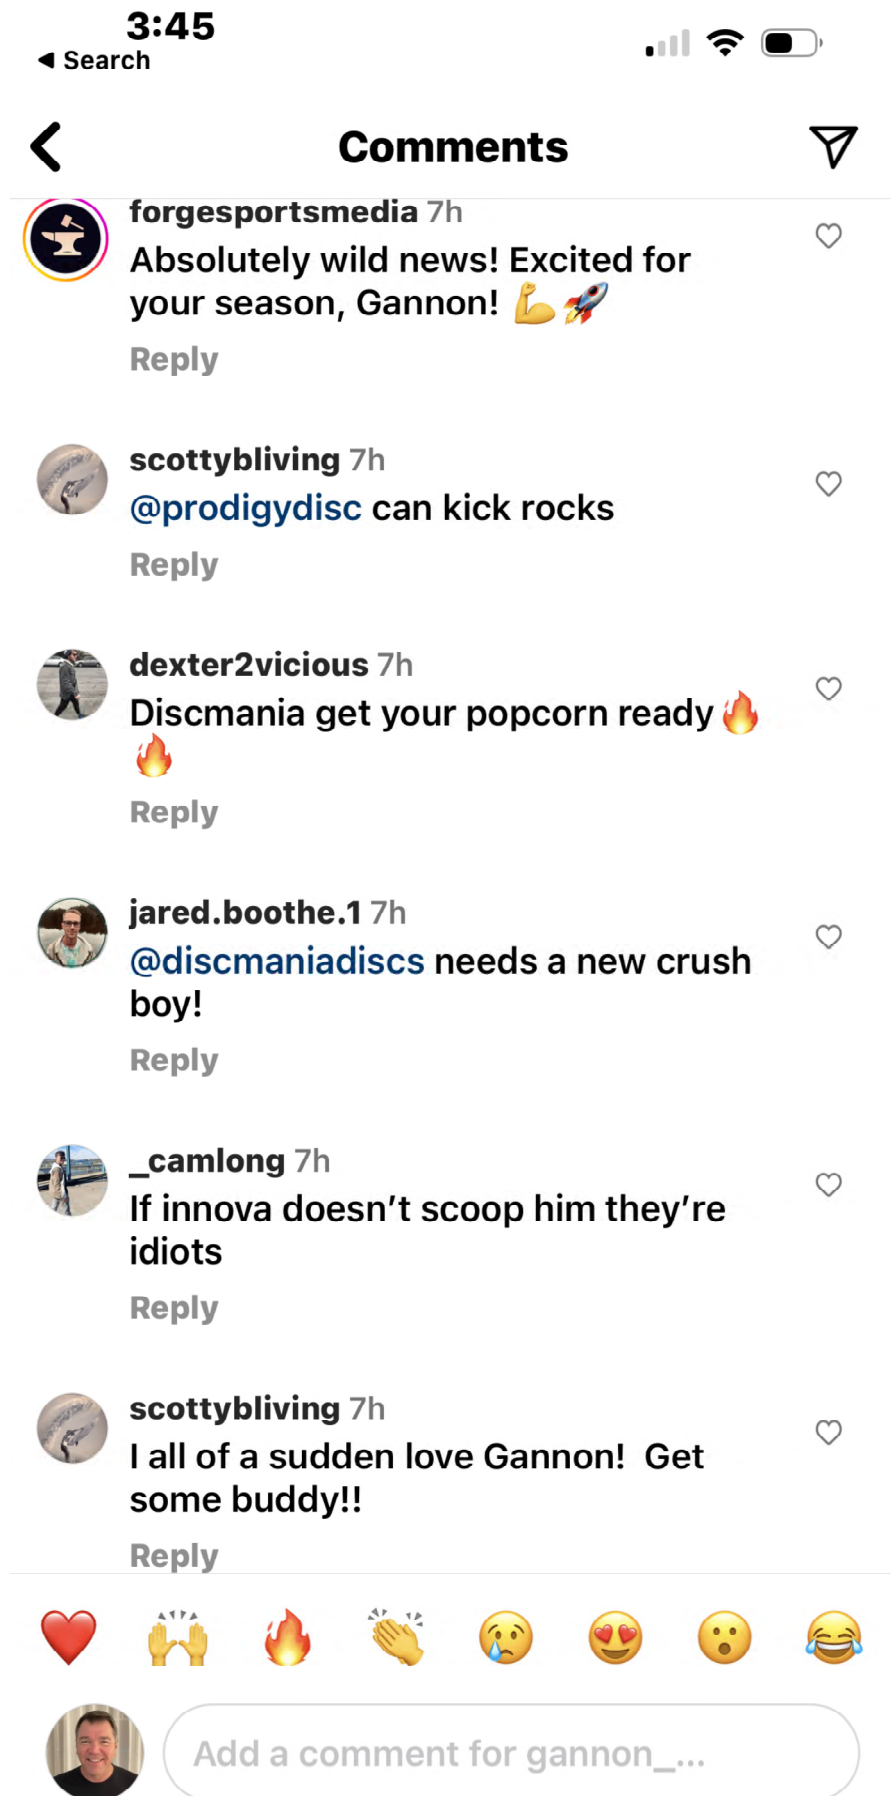 3:45
◀ Search
Comments
forgesportsmedia 7h
Absolutely wild news! Excited for
your season, Gannon! 💪🚀
Reply
scottybliving 7h
@prodigydisc can kick rocks
Reply
dexter2vicious 7h
Discmania get your popcorn ready🔥
🔥
Reply
jared.boothe.1 7h
@discmaniadiscs needs a new crush
boy!
Reply
_camlong 7h
If innova doesn’t scoop him they’re
idiots
Reply
scottybliving 7h
I all of a sudden love Gannon!  Get
some buddy!!
Reply
❤️ 🙌 🔥 👏 😢 😍 😮 😂
Add a comment for gannon_...